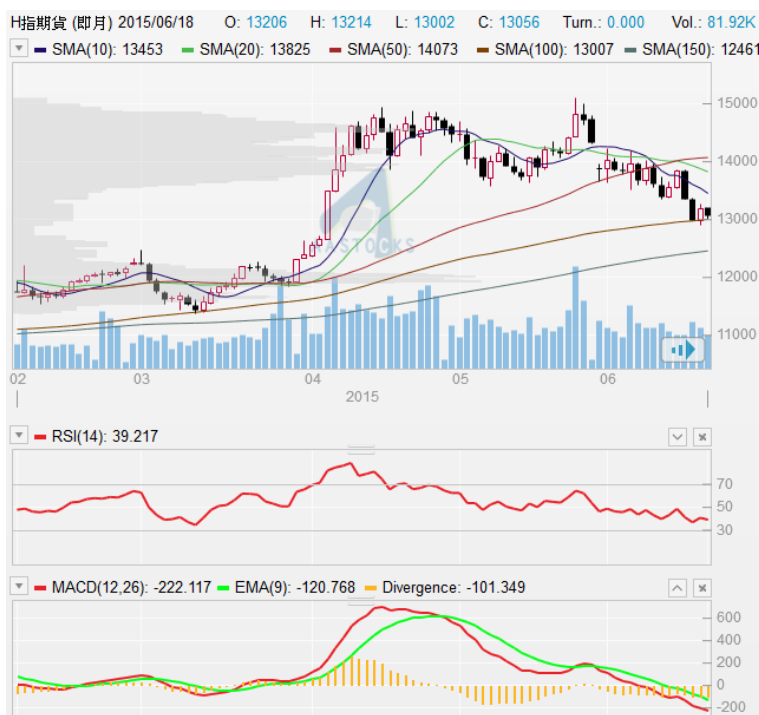 H指期貨 (即月) 2015/06/18 O: 13206 H: 13214 L: 13002 C: 13056 Turn.: 0.000 Vol.: 81.92K
SMA(10): 13453 SMA(20): 13825 SMA(50): 14073 SMA(100): 13007 SMA(150): 12461
15000
14000
13000
ASTOCKS
12000
11000
02 03 04 05 06
2015
RSI(14): 39.217
70
50
30
MACD(12,26): -222.117 EMA(9): -120.768 Divergence: -101.349
600
400
200
0
-200